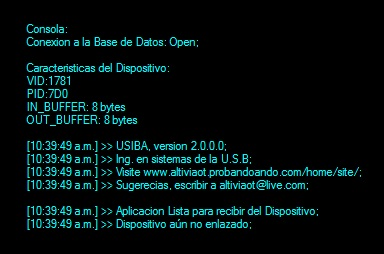 Consola:
Conexion a la Base de Datos: Open;
Caracteristicas del Dispositivo:
VID:1781
PID:7D0
IN_BUFFER: 8 bytes
OUT_BUFFER: 8 bytes
[10:39:49 a.m.] >> USIBA, version 2.0.0.0;
[10:39:49 a.m.] >> Ing. en sistemas de la U.S.B;
[10:39:49 a.m.] >> Visite www.altiviaot.probandoando.com/home/site/;
[10:39:49 a.m.] >> Sugerecias, escribir a altiviaot@live.com;
[10:39:49 a.m.] >> Aplicacion Lista para recibir del Dispositivo;
[10:39:49 a.m.] >> Dispositivo aún no enlazado;